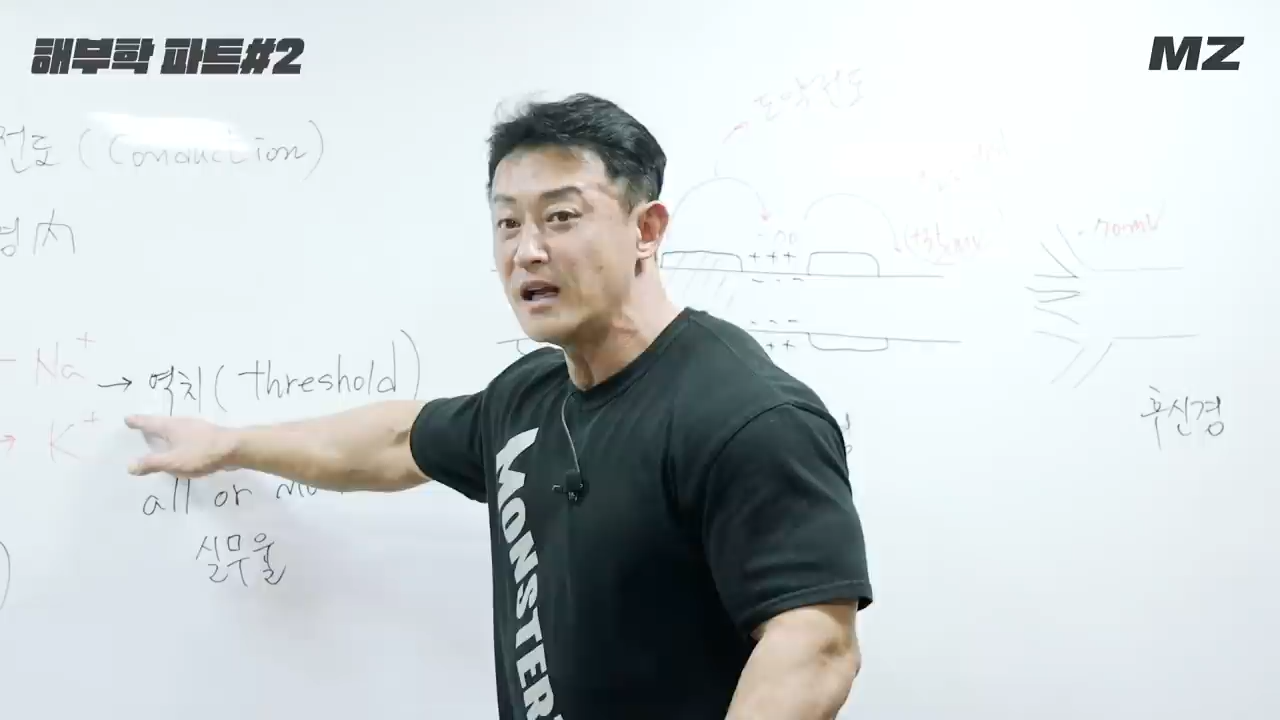 해부학 파트#2
MZ
전도 (Conduction)
도약전도
-70mV
Na+ → 역치 (threshold)
→ K+
all or
실무율
후신경
MONSTER